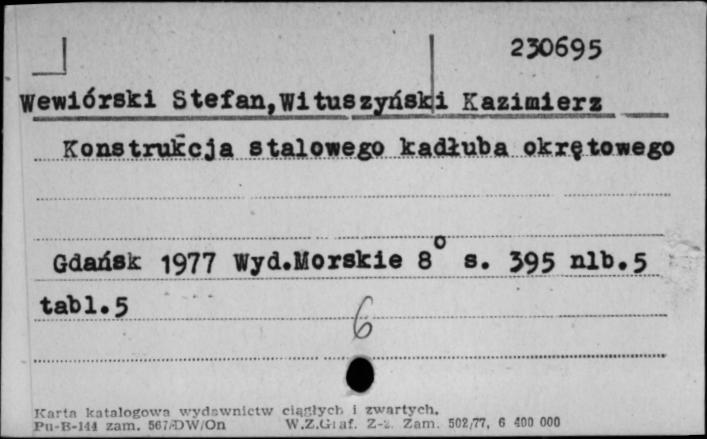 230695
Wewiórski Stefan,Wituszyński Kazimierz
Konstrukcja stalowego kadłuba okrętowego
Gdańsk 1977 Wyd.Morskie 8° s. 395 nlb.5
tabl.5
6
Karta katalogowa wydawnictw ciągłych i zwartych.
Pu-B-144 zam. 567/DW/On W.Z.Graf. Z-2. Zam. 502/77, 6 400 000